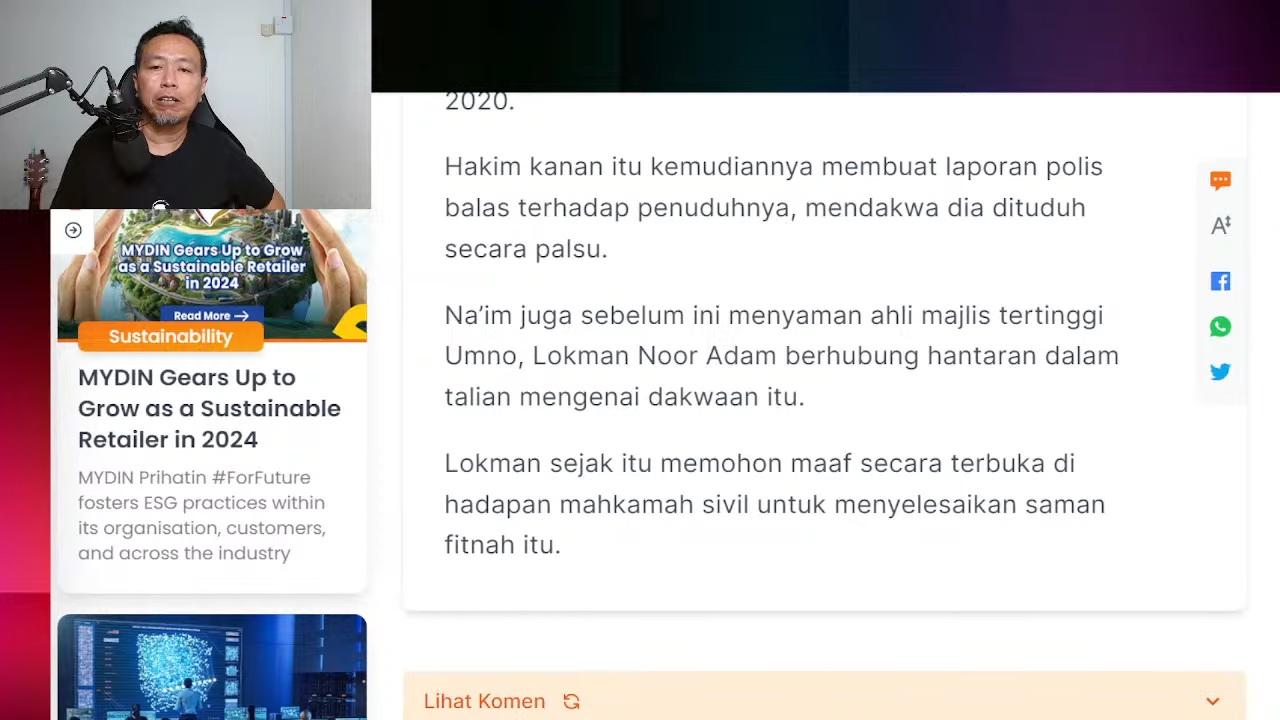 2020.
Hakim kanan itu kemudiannya membuat laporan polis
balas terhadap penuduhnya, mendakwa dia dituduh
secara palsu.
Na’im juga sebelum ini menyaman ahli majlis tertinggi
Umno, Lokman Noor Adam berhubung hantaran dalam
talian mengenai dakwaan itu.
Lokman sejak itu memohon maaf secara terbuka di
hadapan mahkamah sivil untuk menyelesaikan saman
fitnah itu.
Lihat Komen
MYDIN Gears Up to Grow
as a Sustainable Retailer
in 2024
Read More →
Sustainability
MYDIN Gears Up to
Grow as a Sustainable
Retailer in 2024
MYDIN Prihatin #ForFuture
fosters ESG practices within
its organisation, customers,
and across the industry
A